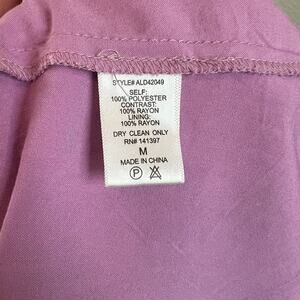 STYLE# ALD42049
SELF:
100% POLYESTER
CONTRAST:
100% RAYON
LINING:
100% RAYON
DRY CLEAN ONLY
RN# 141397
M
MADE IN CHINA
P